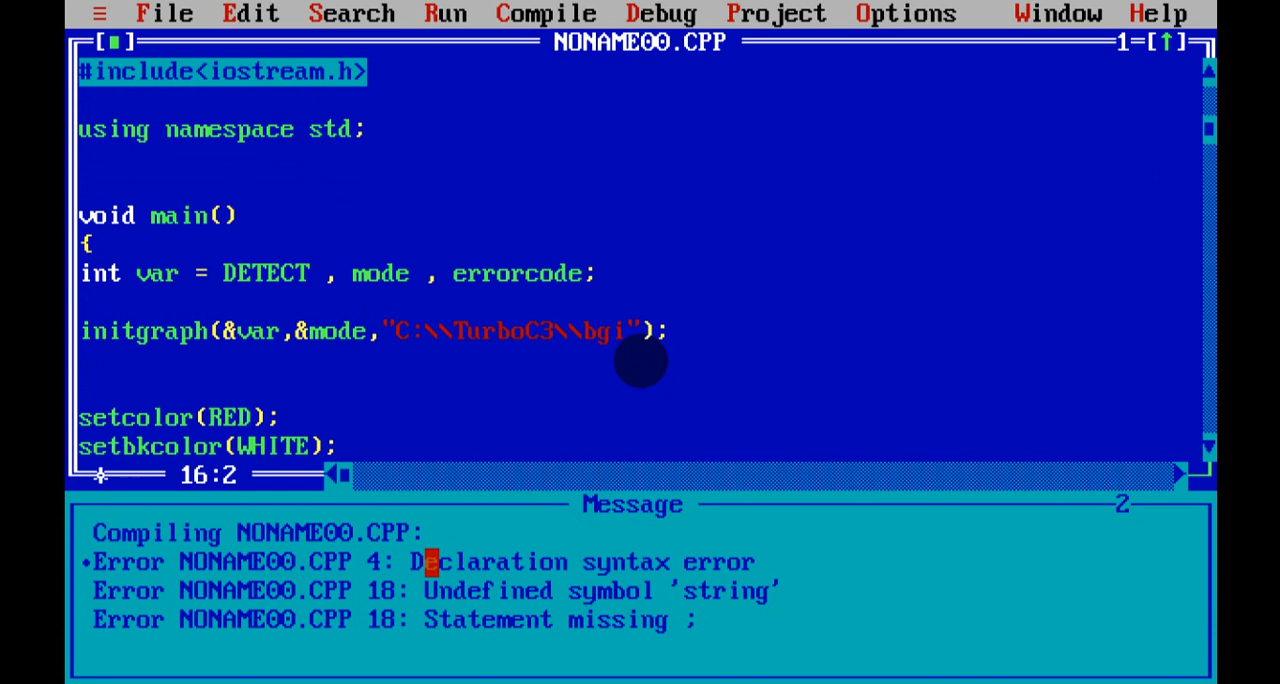 ≡ File Edit Search Run Compile Debug Project Options Window Help
[■] NONAME00.CPP 1=[↑]
#include<iostream.h>
using namespace std;
void main()
{
int var = DETECT , mode , errorcode;
initgraph(&var,&mode,"C:\\TurboC3\\bgi");
setcolor(RED);
setbkcolor(WHITE);
16:2
Message 2
Compiling NONAME00.CPP:
•Error NONAME00.CPP 4: Declaration syntax error
Error NONAME00.CPP 18: Undefined symbol 'string'
Error NONAME00.CPP 18: Statement missing ;